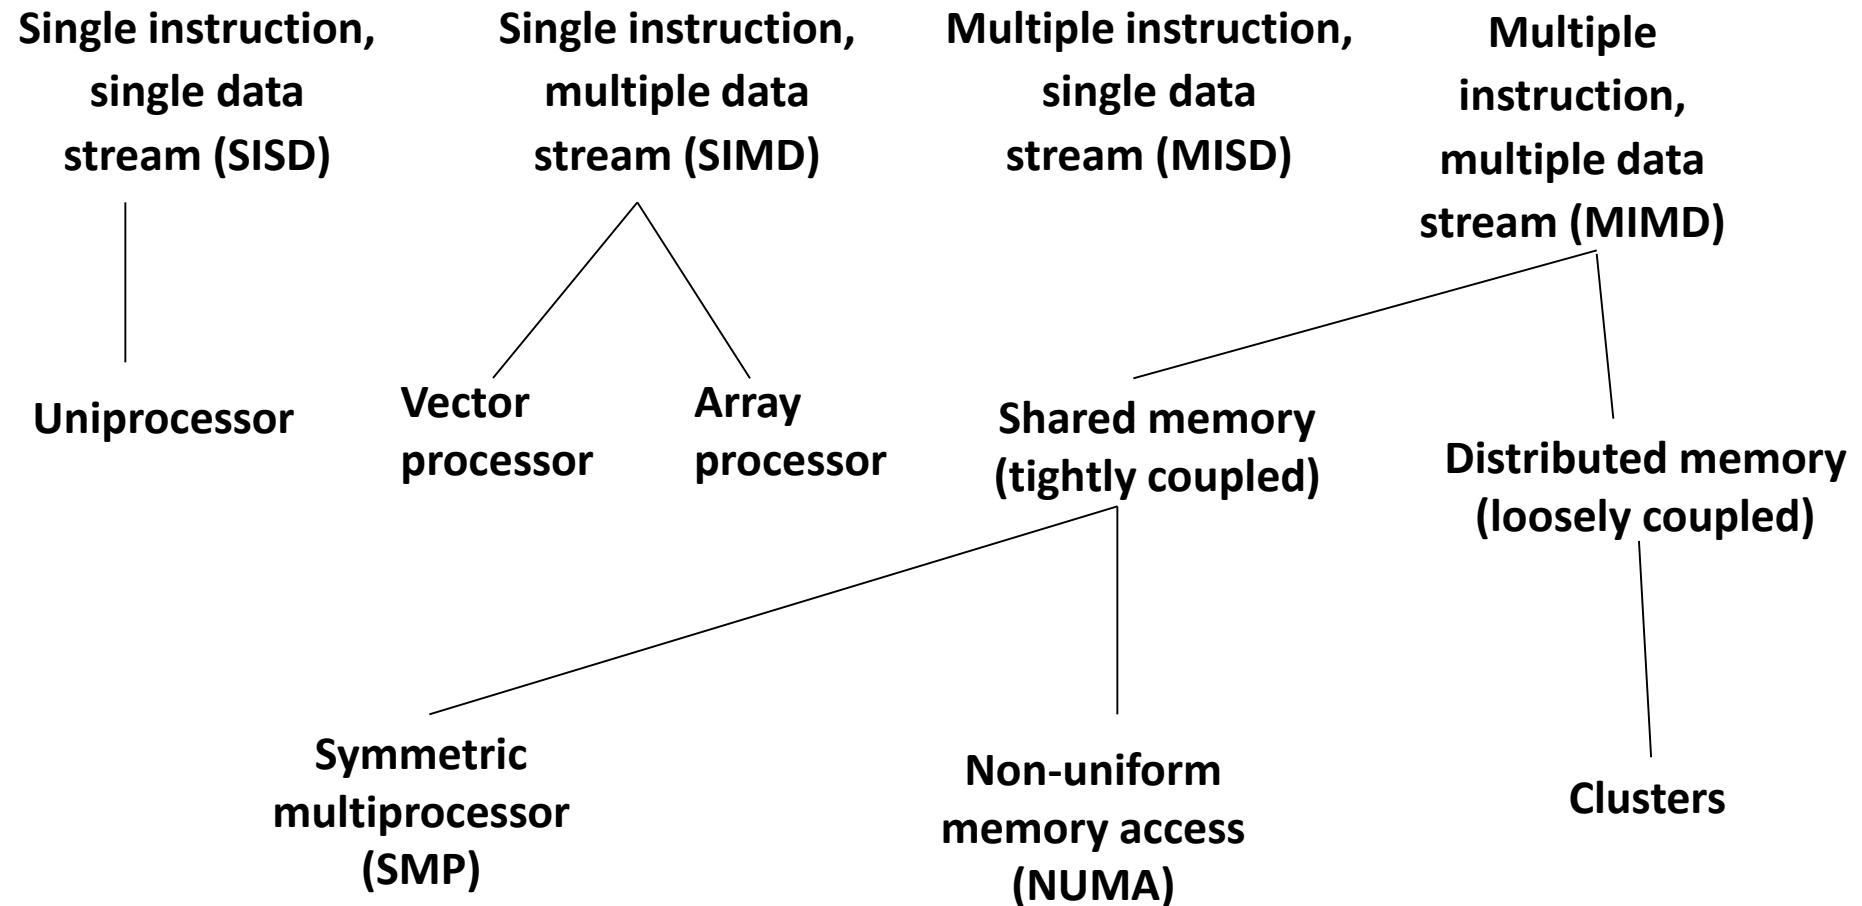 Single instruction,
single data
stream (SISD)
Single instruction,
multiple data
stream (SIMD)
Multiple instruction,
single data
stream (MISD)
Multiple
instruction,
multiple data
stream (MIMD)
Uniprocessor
Vector
processor
Array
processor
Shared memory
(tightly coupled)
Distributed memory
(loosely coupled)
Symmetric
multiprocessor
(SMP)
Non-uniform
memory access
(NUMA)
Clusters